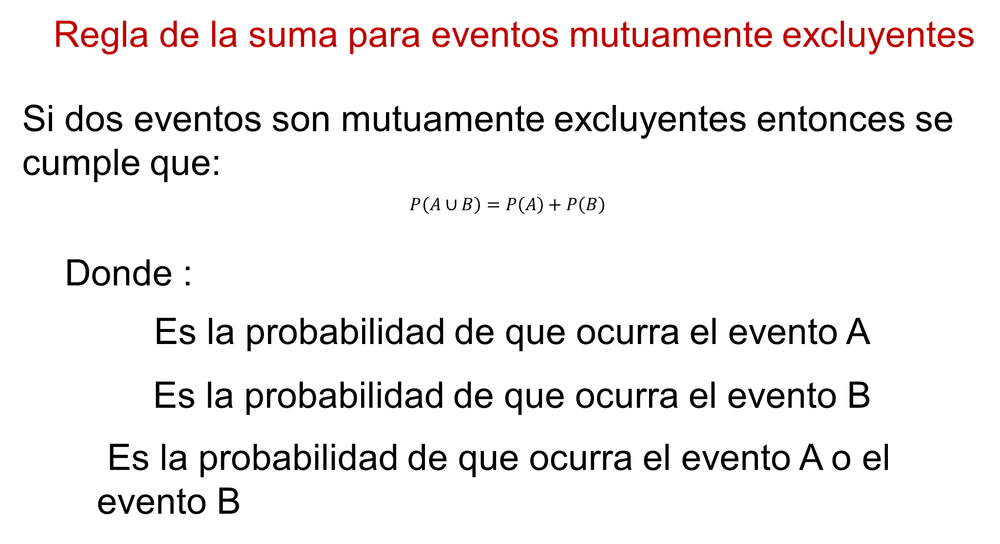 Regla de la suma para eventos mutuamente excluyentes
Si dos eventos son mutuamente excluyentes entonces se
cumple que:
P(A ∪ B) = P(A) + P(B)
Donde :
Es la probabilidad de que ocurra el evento A
Es la probabilidad de que ocurra el evento B
Es la probabilidad de que ocurra el evento A o el
evento B